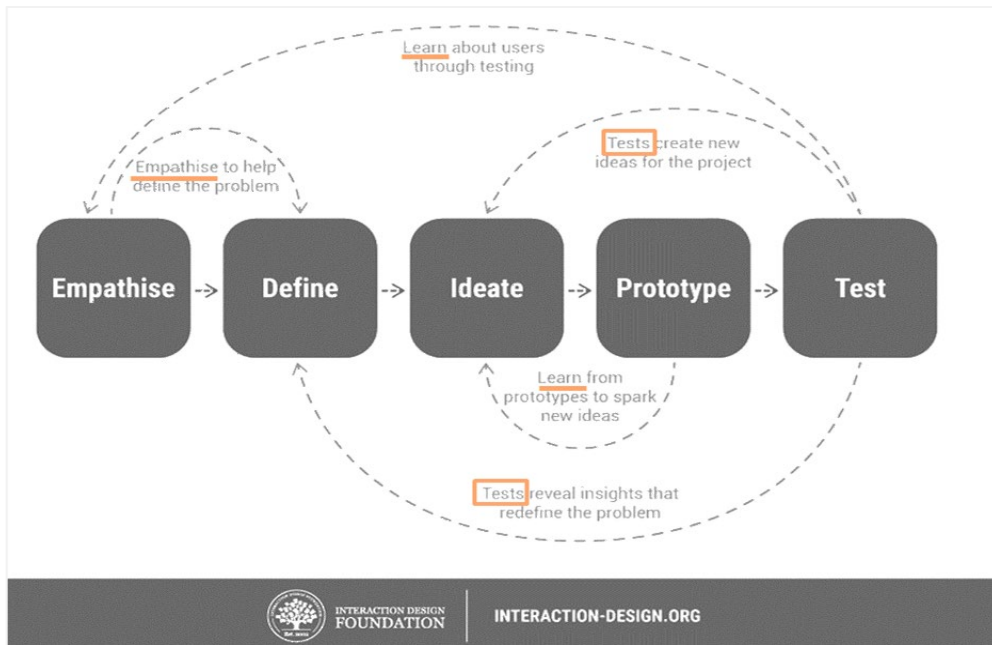 Learn about users
through testing
Tests create new
ideas for the project
Empathise to help
define the problem
Empathise
Define
Ideate
Prototype
Test
Learn from
prototypes to spark
new ideas
Tests reveal insights that
redefine the problem
INTERACTION DESIGN
FOUNDATION
INTERACTION-DESIGN.ORG